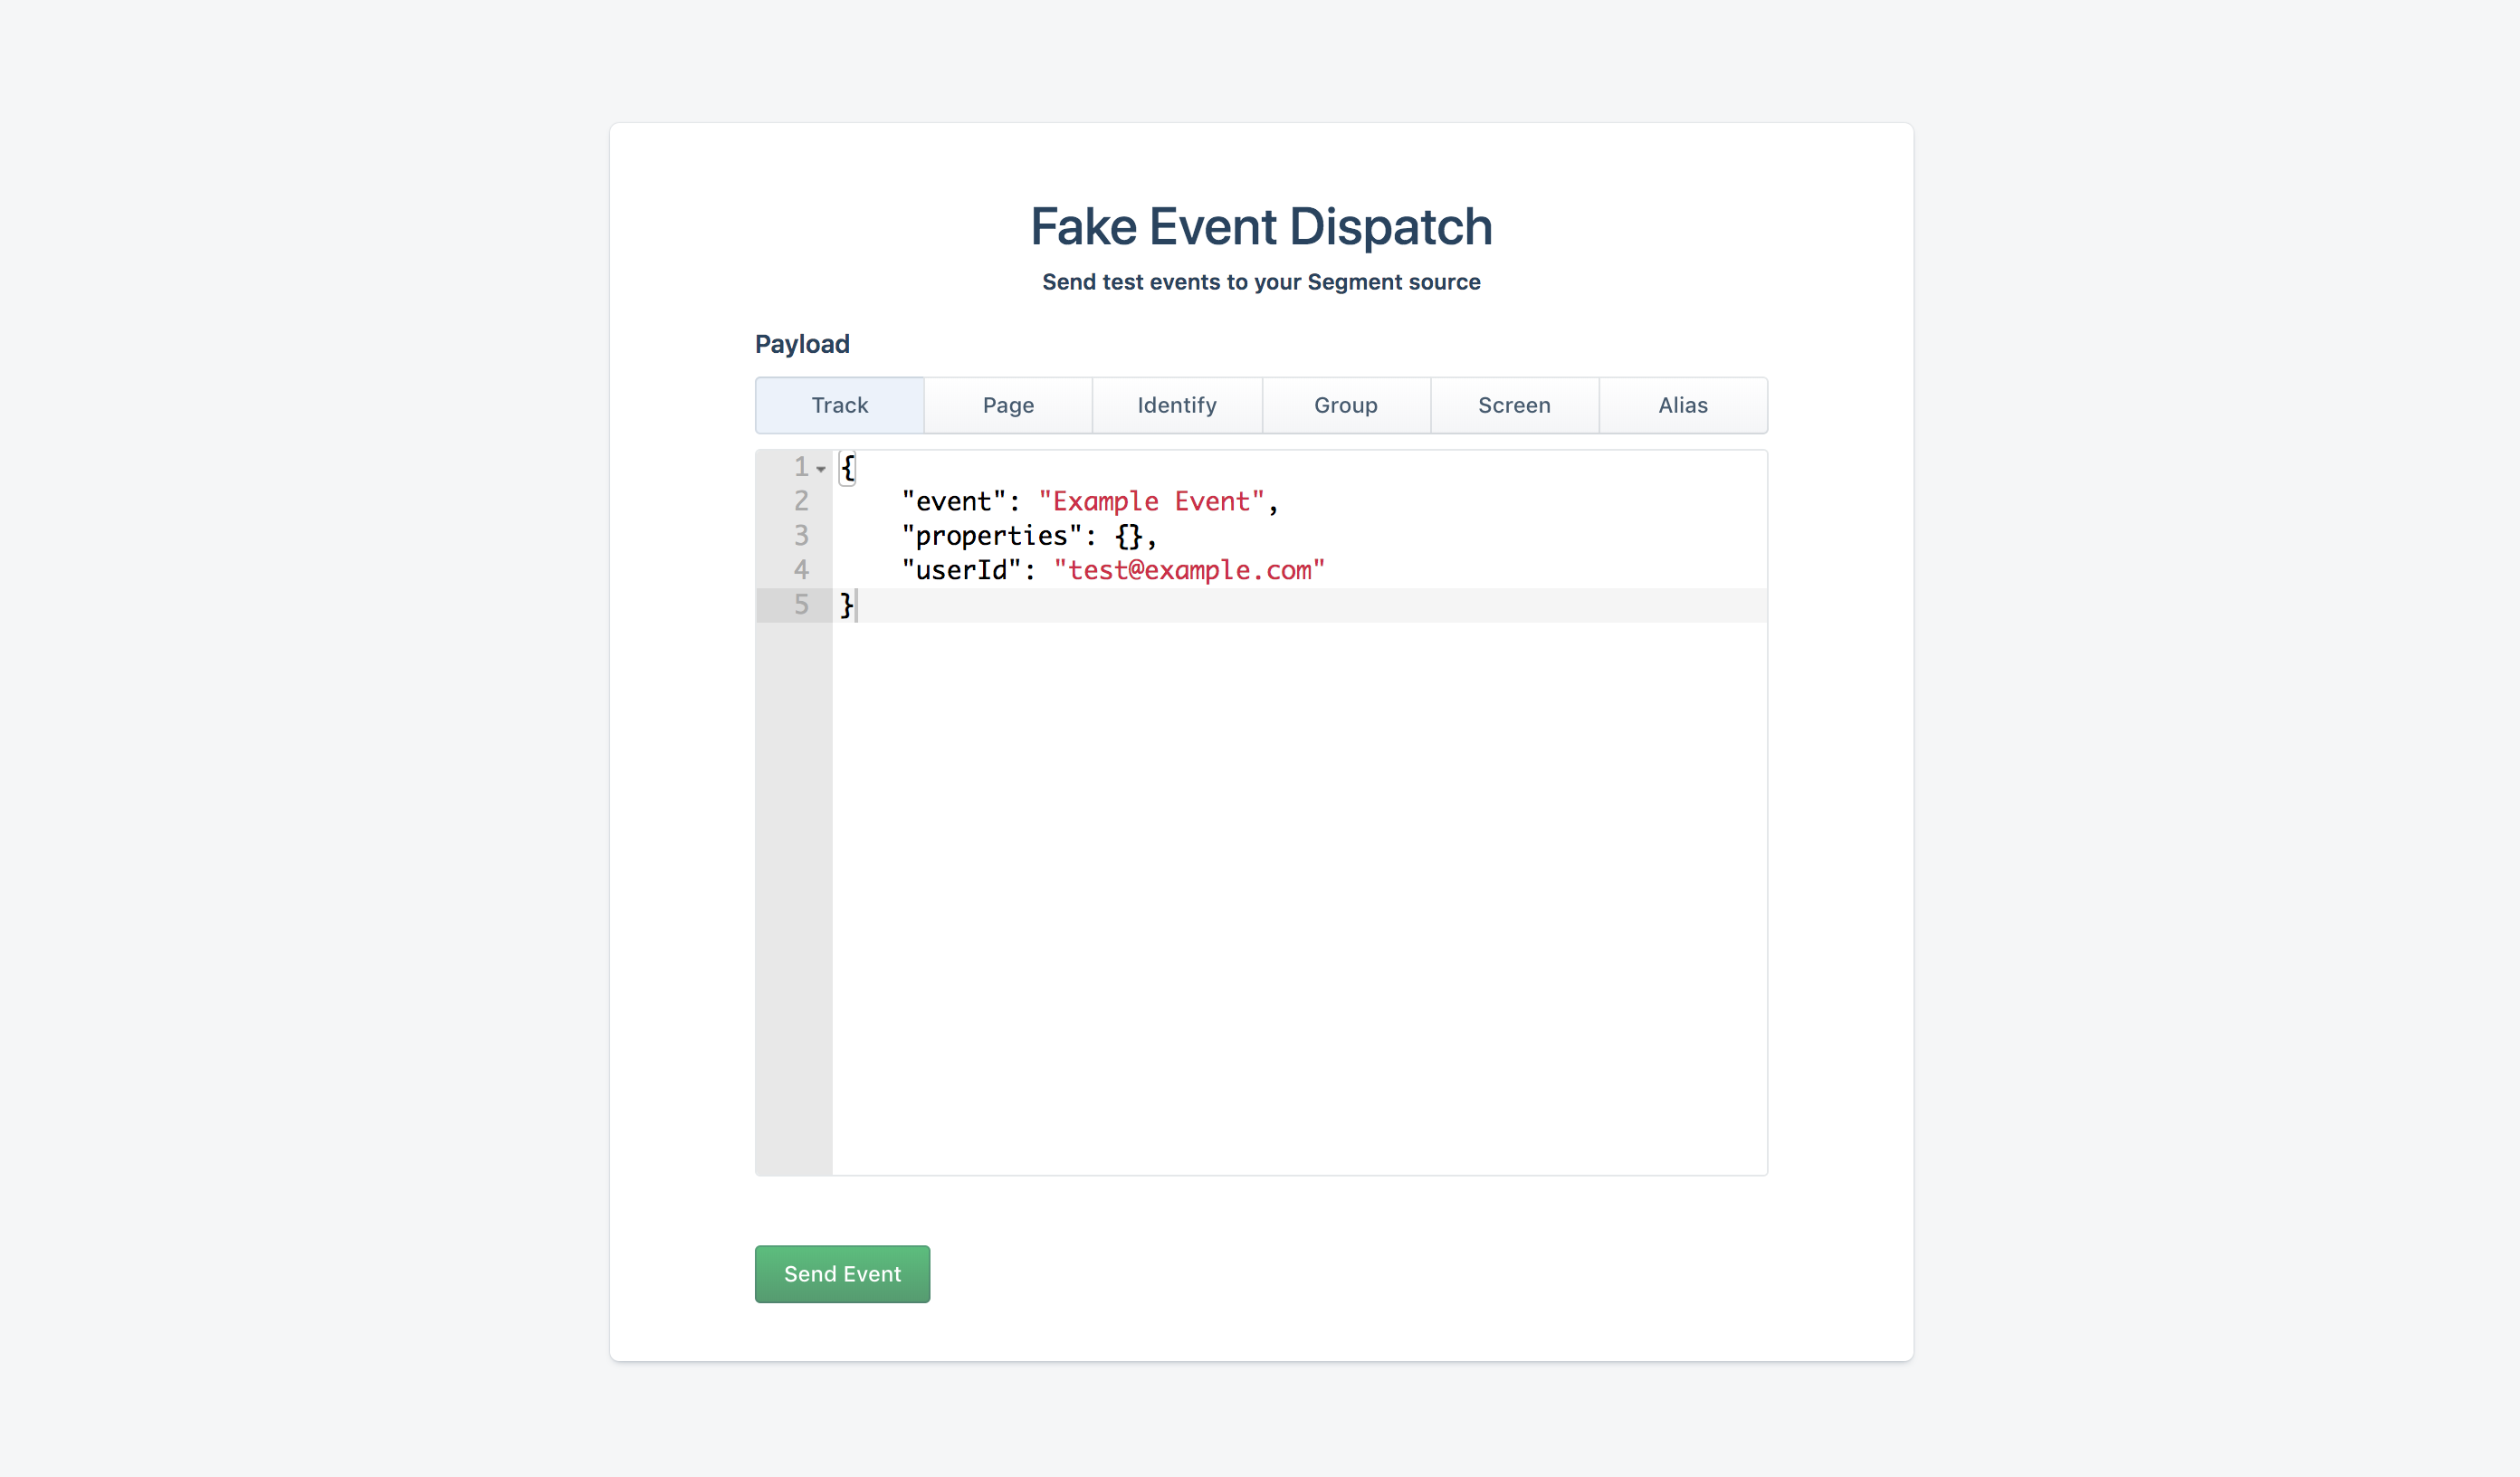 Fake Event Dispatch
Send test events to your Segment source
Payload
Track Page Identify Group Screen Alias
1 {
2 "event": "Example Event",
3 "properties": {},
4 "userId": "test@example.com"
5 }
Send Event